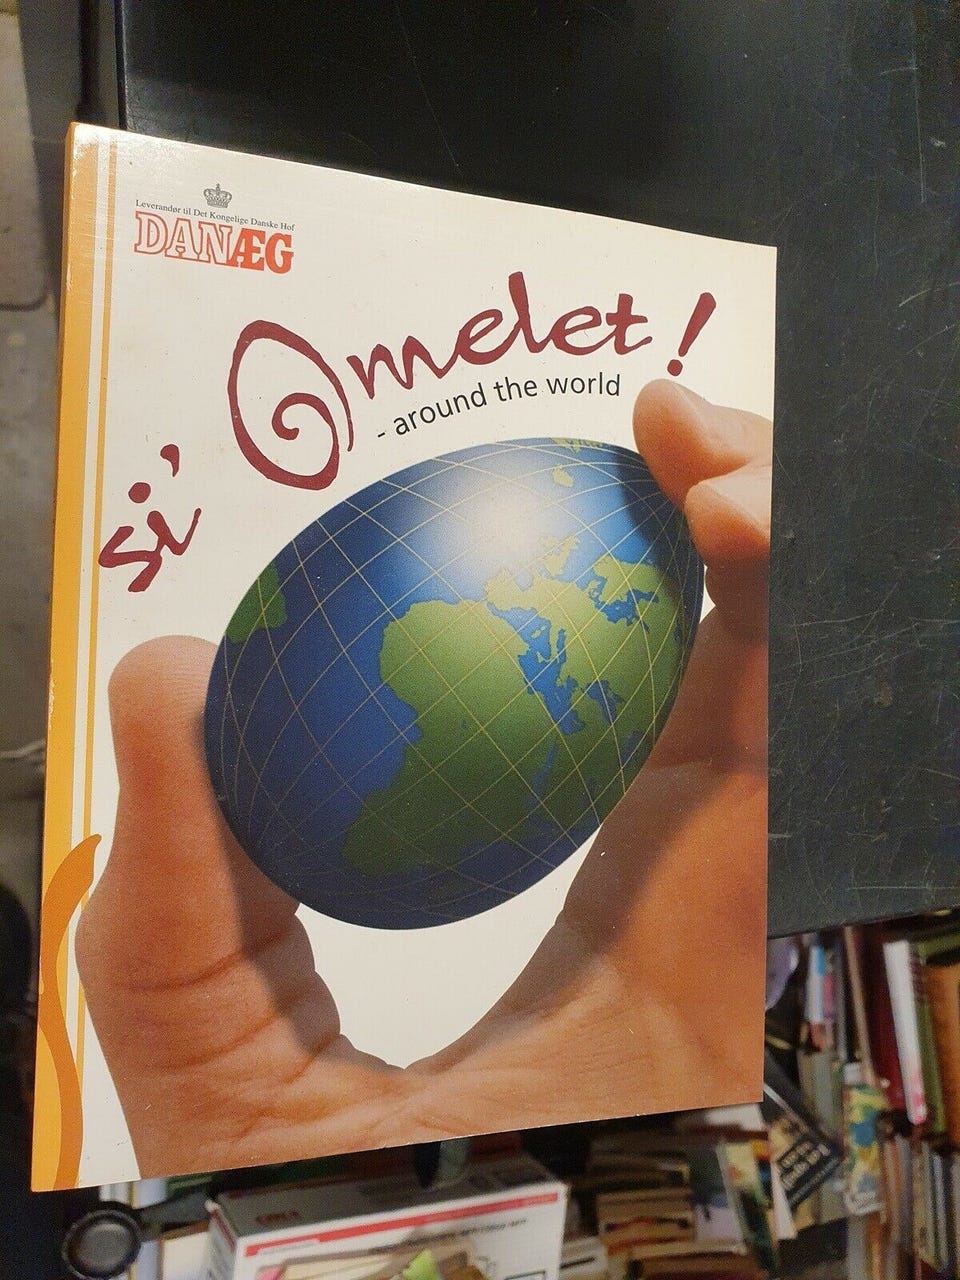 Leverandør til Det Kongelige Danske Hof
DANÆG
si' Omelet!
- around the world